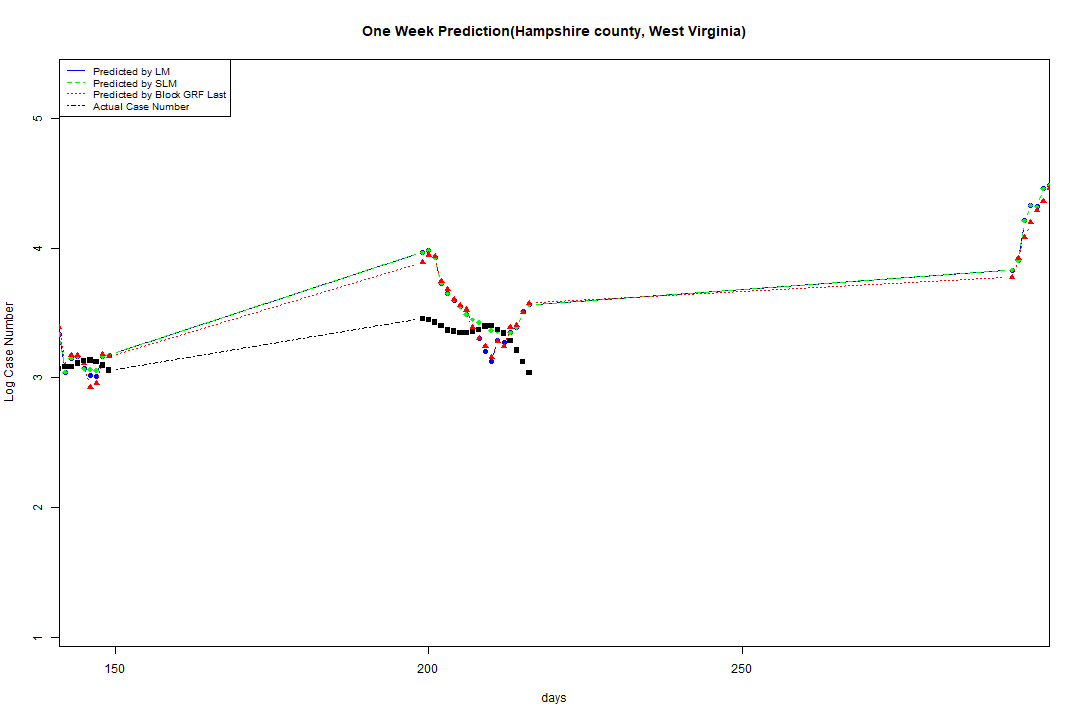 One Week Prediction(Hampshire county, West Virginia)
Predicted by LM
Predicted by SLM
Predicted by Block GRF Last
Actual Case Number
5
4
3
2
1
Log Case Number
150 200 250
days